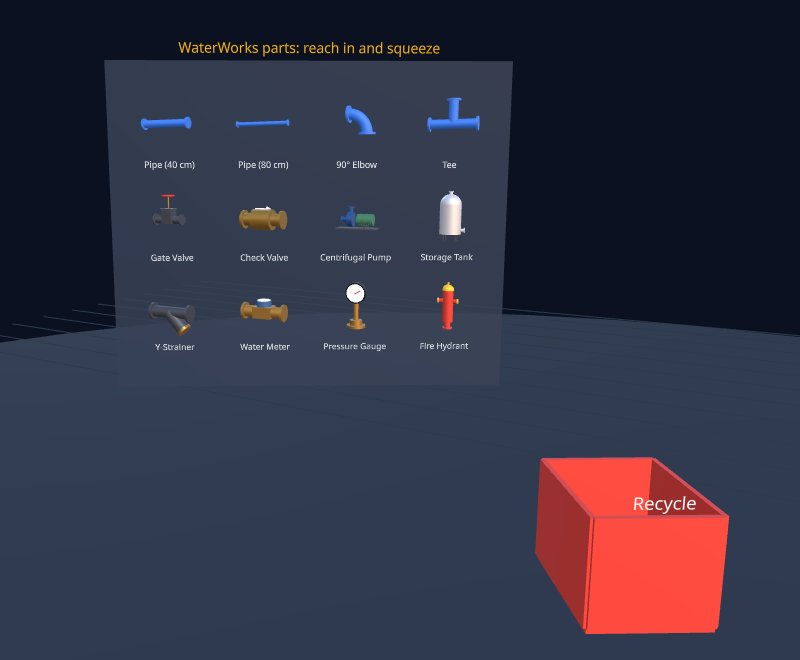 WaterWorks parts: reach in and squeeze
Pipe (40 cm)
Pipe (80 cm)
90° Elbow
Tee
Gate Valve
Check Valve
Centrifugal Pump
Storage Tank
Y-Strainer
Water Meter
Pressure Gauge
Fire Hydrant
Recycle